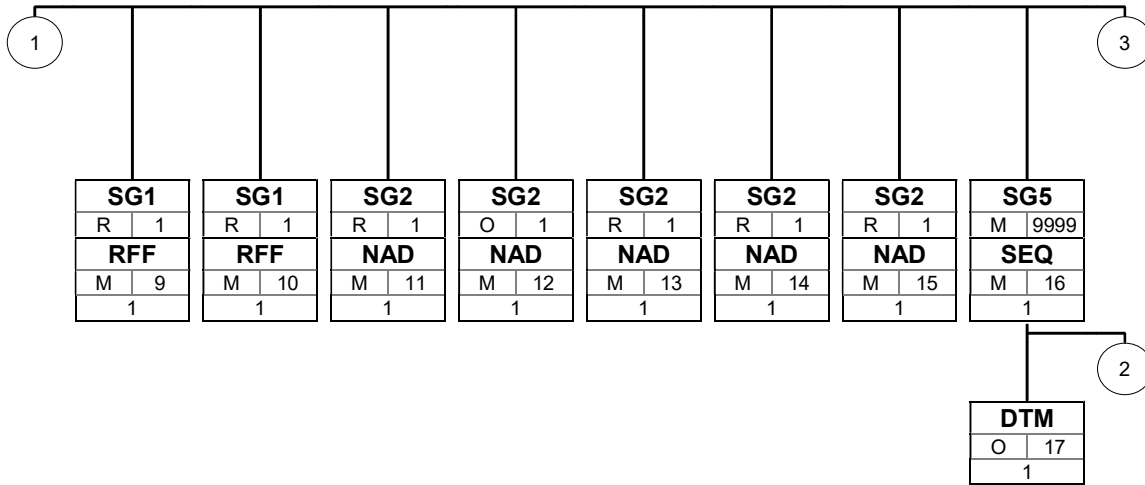 1 3
SG1 SG1 SG2 SG2 SG2 SG2 SG2 SG5
R 1 R 1 R 1 O 1 R 1 R 1 R 1 M 9999
RFF RFF NAD NAD NAD NAD NAD SEQ
M 9 M 10 M 11 M 12 M 13 M 14 M 15 M 16
1 1 1 1 1 1 1 1
2
DTM
O 17
1